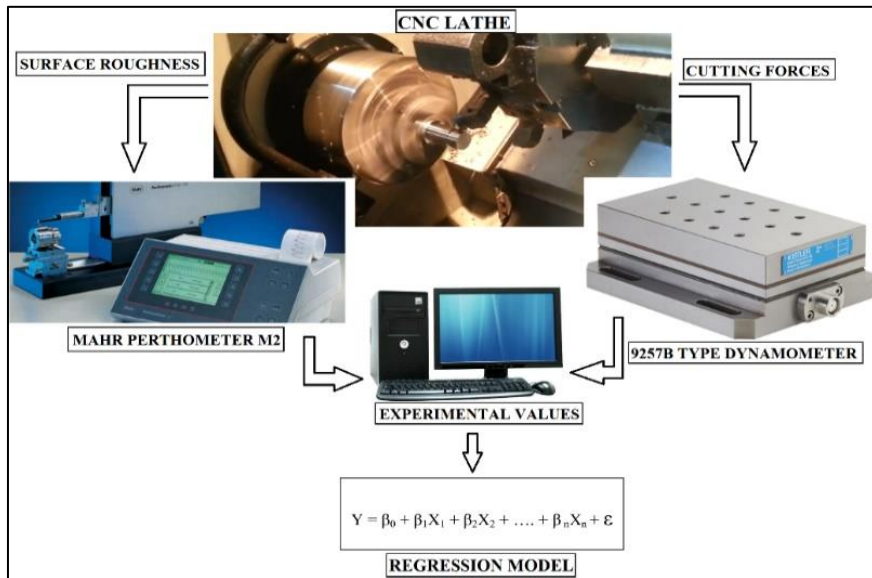 CNC LATHE
SURFACE ROUGHNESS
CUTTING FORCES
KISTLER
MAHR PERTHOMETER M2
9257B TYPE DYNAMOMETER
EXPERIMENTAL VALUES
Y = β₀ + β₁X₁ + β₂X₂ + …. + βₙXₙ + ε
REGRESSION MODEL